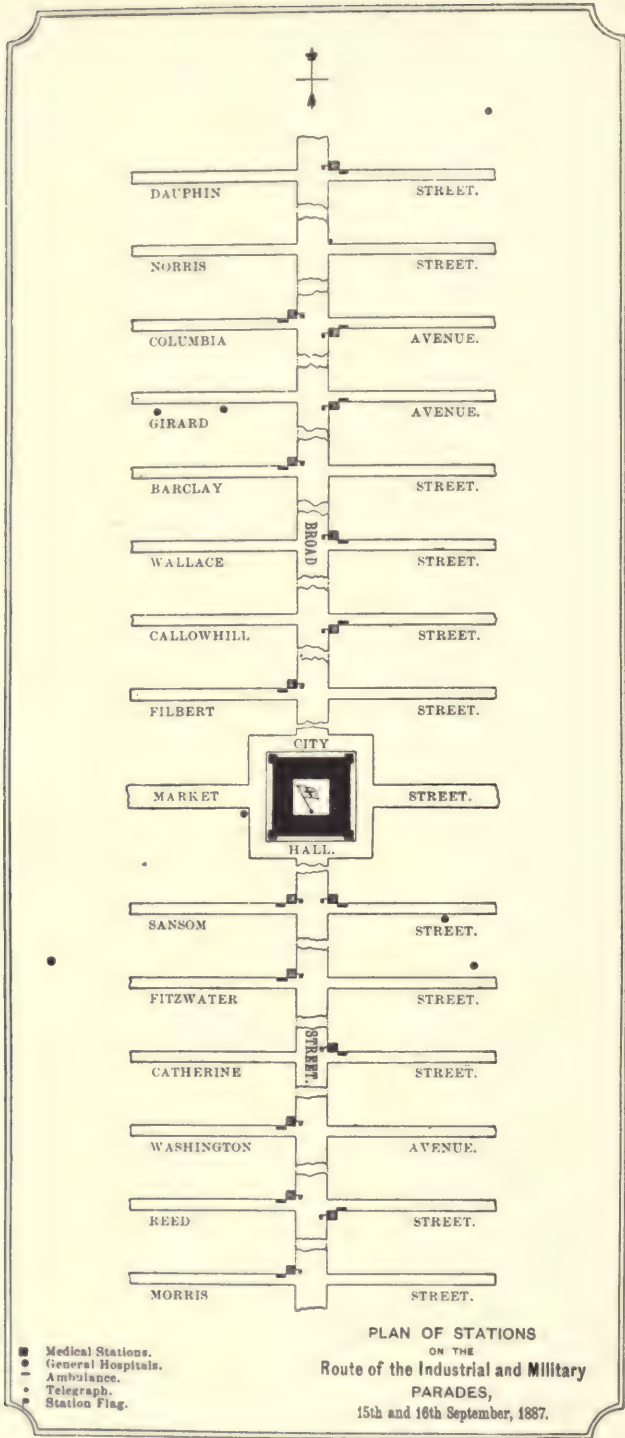 DAUPHIN STREET.
NORRIS STREET.
COLUMBIA AVENUE.
GIRARD AVENUE.
BARCLAY STREET.
BROAD
WALLACE STREET.
CALLOWHILL STREET.
FILBERT STREET.
CITY
MARKET STREET.
HALL.
SANSOM STREET.
FITZWATER STREET.
STREET.
CATHERINE STREET.
WASHINGTON AVENUE.
REED STREET.
MORRIS STREET.
Medical Stations.
General Hospitals.
Ambulance.
Telegraph.
Station Flag.
PLAN OF STATIONS
ON THE
Route of the Industrial and Military
PARADES,
15th and 16th September, 1887.